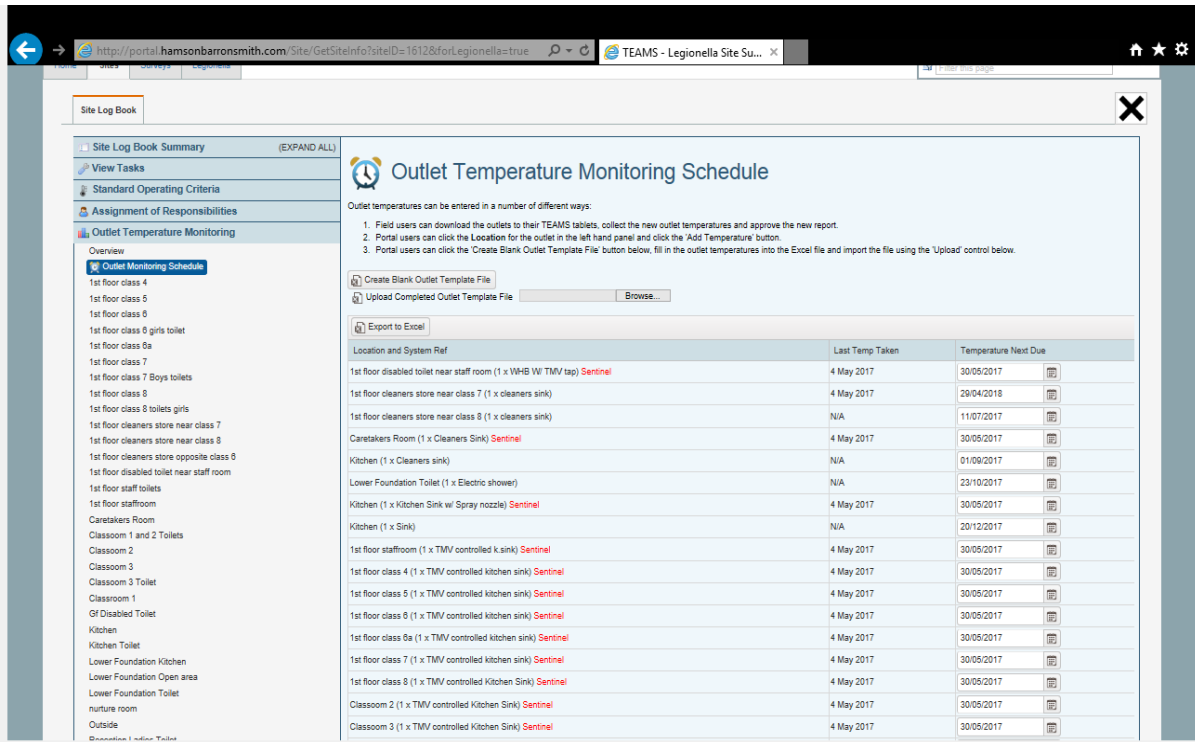 http://portal.hamsonbarronsmith.com/Site/GetSiteInfo?siteID=1612&forLegionella=true
TEAMS - Legionella Site Su...
Home Sites Surveys Legionella
Filter this page
Site Log Book
Site Log Book Summary (EXPAND ALL)
View Tasks
Standard Operating Criteria
Assignment of Responsibilities
Outlet Temperature Monitoring
Overview
Outlet Monitoring Schedule
1st floor class 4
1st floor class 5
1st floor class 6
1st floor class 6 girls toilet
1st floor class 6a
1st floor class 7
1st floor class 7 Boys toilets
1st floor class 8
1st floor class 8 toilets girls
1st floor cleaners store near class 7
1st floor cleaners store near class 8
1st floor cleaners store opposite class 6
1st floor disabled toilet near staff room
1st floor staff toilets
1st floor staffroom
Caretakers Room
Classoom 1 and 2 Toilets
Classoom 2
Classoom 3
Classoom 3 Toilet
Classroom 1
Gf Disabled Toilet
Kitchen
Kitchen Toilet
Lower Foundation Kitchen
Lower Foundation Open area
Lower Foundation Toilet
nurture room
Outside
Reception Ladies Toilet
Outlet Temperature Monitoring Schedule
Outlet temperatures can be entered in a number of different ways:
1. Field users can download the outlets to their TEAMS tablets, collect the new outlet temperatures and approve the new report.
2. Portal users can click the Location for the outlet in the left hand panel and click the 'Add Temperature' button.
3. Portal users can click the 'Create Blank Outlet Template File' button below, fill in the outlet temperatures into the Excel file and import the file using the 'Upload' control below.
Create Blank Outlet Template File
Upload Completed Outlet Template File Browse...
Export to Excel
Location and System Ref Last Temp Taken Temperature Next Due
1st floor disabled toilet near staff room (1 x WHB W/ TMV tap) Sentinel 4 May 2017 30/05/2017
1st floor cleaners store near class 7 (1 x cleaners sink) 4 May 2017 29/04/2018
1st floor cleaners store near class 8 (1 x cleaners sink) N/A 11/07/2017
Caretakers Room (1 x Cleaners Sink) Sentinel 4 May 2017 30/05/2017
Kitchen (1 x Cleaners sink) N/A 01/09/2017
Lower Foundation Toilet (1 x Electric shower) N/A 23/10/2017
Kitchen (1 x Kitchen Sink w/ Spray nozzle) Sentinel 4 May 2017 30/05/2017
Kitchen (1 x Sink) N/A 20/12/2017
1st floor staffroom (1 x TMV controlled k.sink) Sentinel 4 May 2017 30/05/2017
1st floor class 4 (1 x TMV controlled kitchen sink) Sentinel 4 May 2017 30/05/2017
1st floor class 5 (1 x TMV controlled kitchen sink) Sentinel 4 May 2017 30/05/2017
1st floor class 6 (1 x TMV controlled kitchen sink) Sentinel 4 May 2017 30/05/2017
1st floor class 6a (1 x TMV controlled kitchen sink) Sentinel 4 May 2017 30/05/2017
1st floor class 7 (1 x TMV controlled kitchen sink) Sentinel 4 May 2017 30/05/2017
1st floor class 8 (1 x TMV controlled Kitchen Sink) Sentinel 4 May 2017 30/05/2017
Classoom 2 (1 x TMV controlled Kitchen Sink) Sentinel 4 May 2017 30/05/2017
Classoom 3 (1 x TMV controlled Kitchen Sink) Sentinel 4 May 2017 30/05/2017